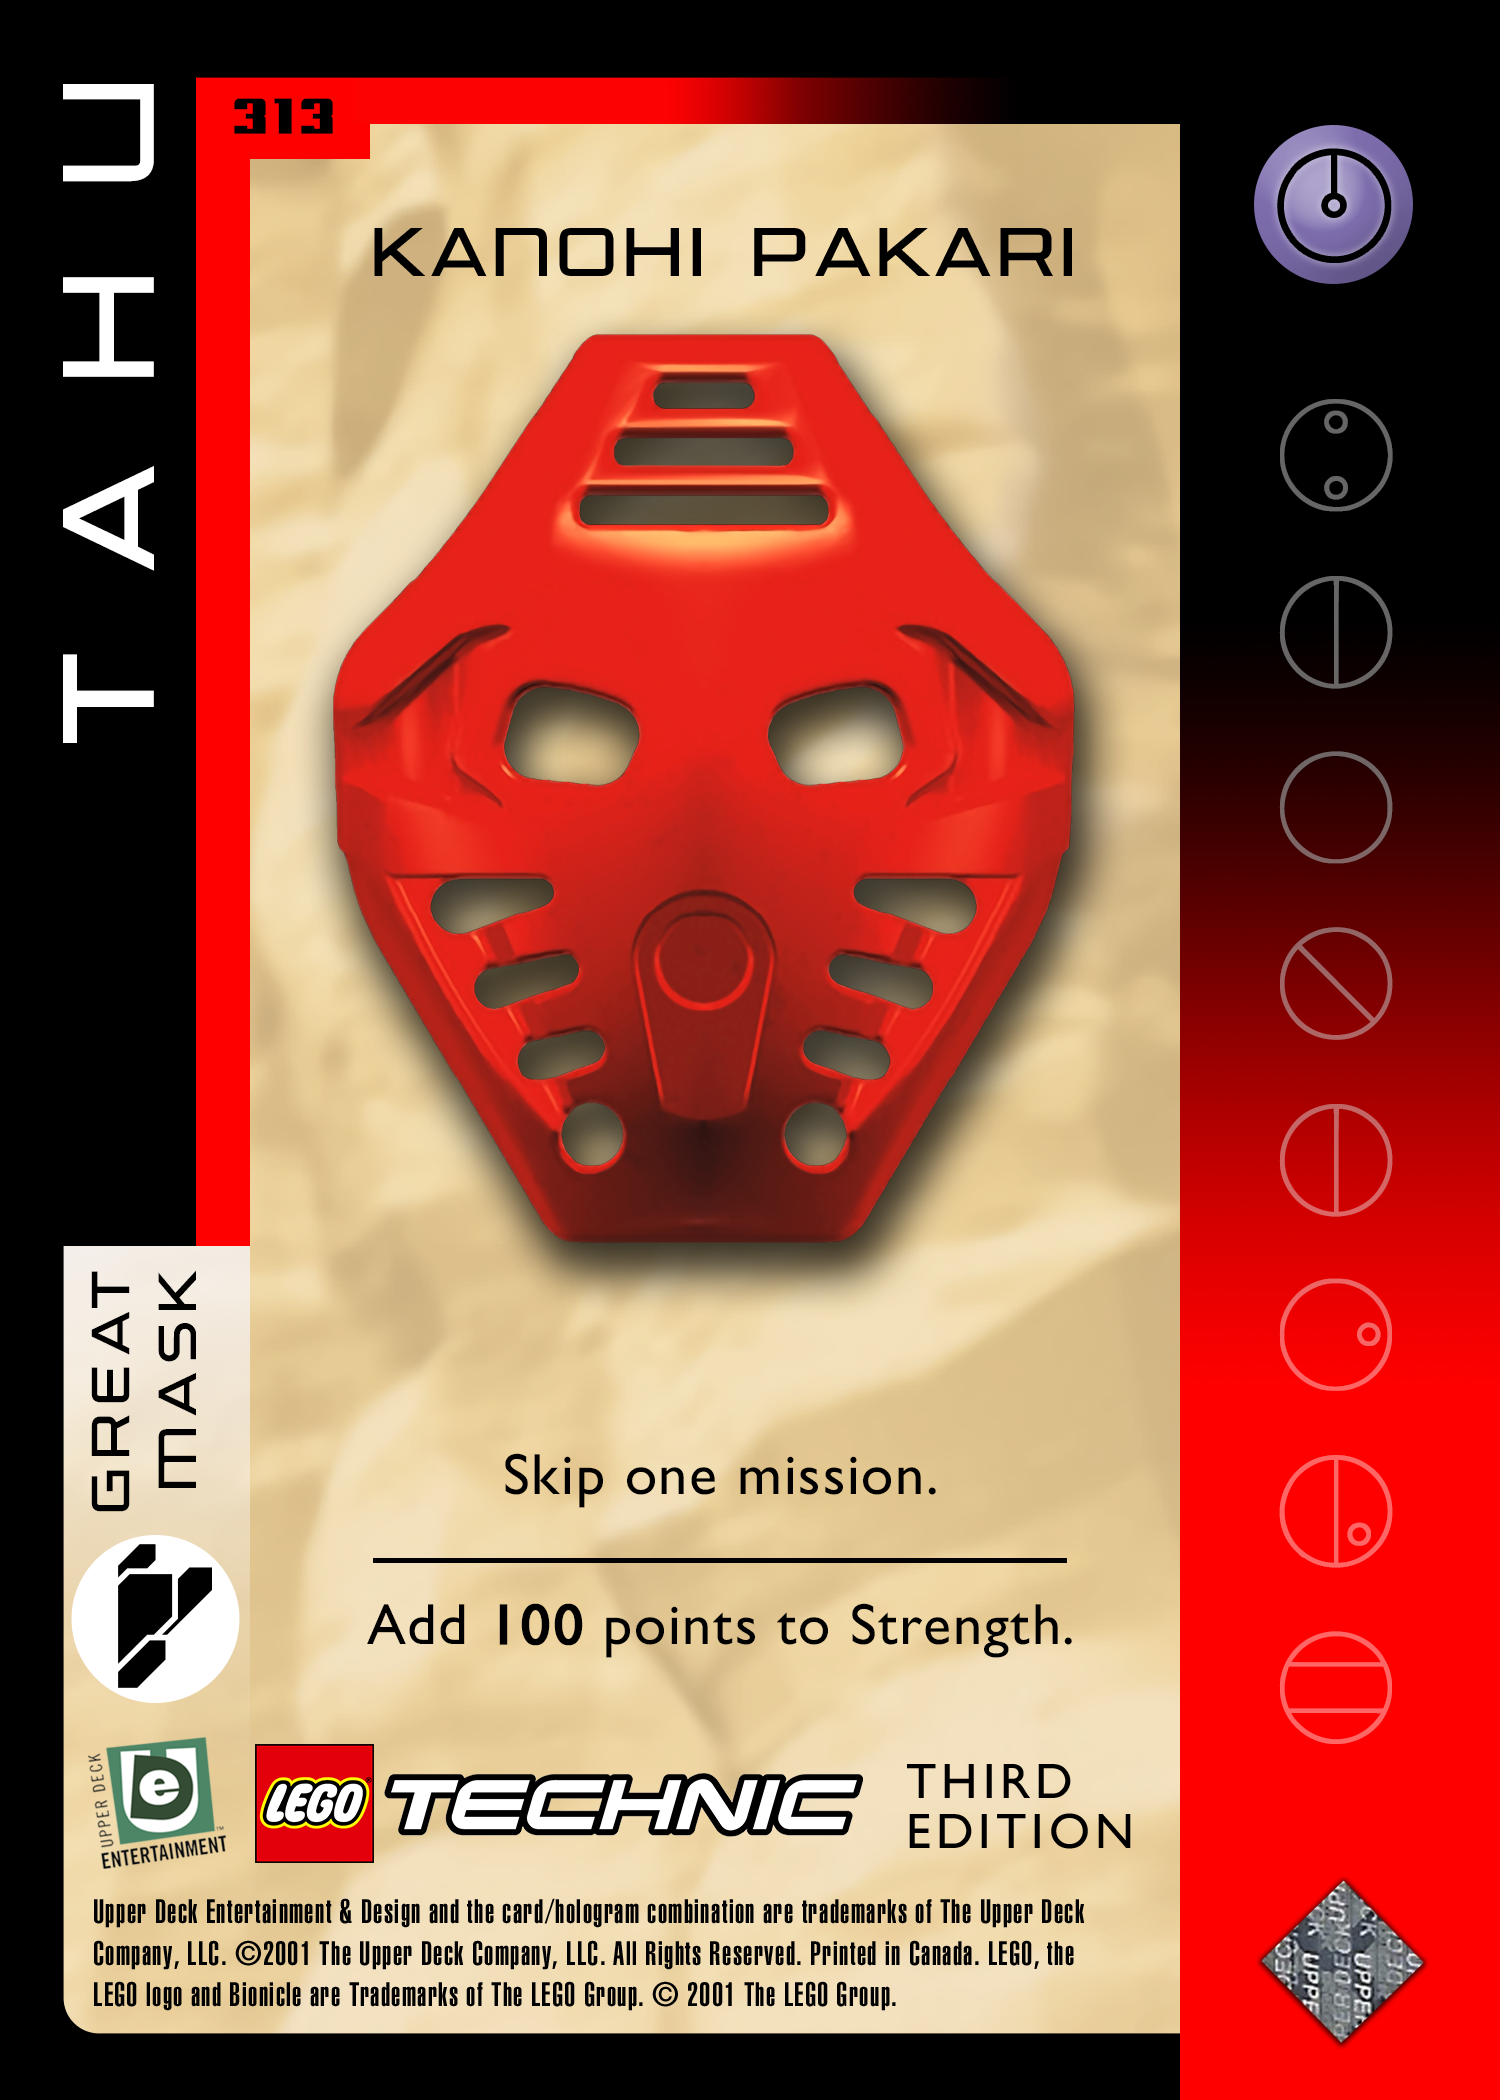 TAHU
313
KANOHI PAKARI
GREAT
MASK
Skip one mission.
Add 100 points to Strength.
UPPER DECK
e
ENTERTAINMENT
™
LEGO TECHNIC
THIRD
EDITION
Upper Deck Entertainment & Design and the card/hologram combination are trademarks of The Upper Deck
Company, LLC. ©2001 The Upper Deck Company, LLC. All Rights Reserved. Printed in Canada. LEGO, the
LEGO logo and Bionicle are Trademarks of The LEGO Group. © 2001 The LEGO Group.